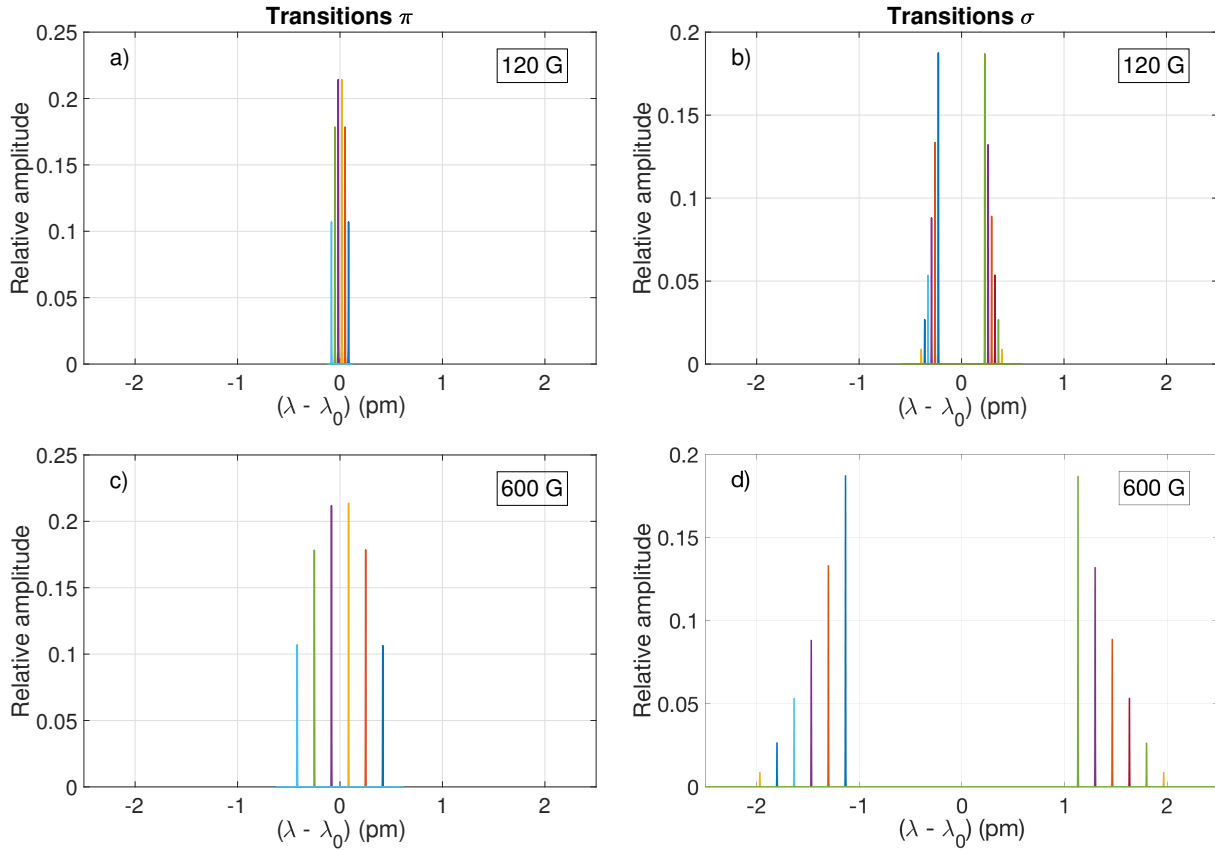 Transitions π
0.25
0.2
0.15
0.1
0.05
0
a)
120 G
Relative amplitude
-2
-1
0
1
2
(λ - λ0) (pm)
Transitions σ
0.2
0.15
0.1
0.05
0
b)
120 G
Relative amplitude
-2
-1
0
1
2
(λ - λ0) (pm)
0.25
0.2
0.15
0.1
0.05
0
c)
600 G
Relative amplitude
-2
-1
0
1
2
(λ - λ0) (pm)
0.2
0.15
0.1
0.05
0
d)
600 G
Relative amplitude
-2
-1
0
1
2
(λ - λ0) (pm)